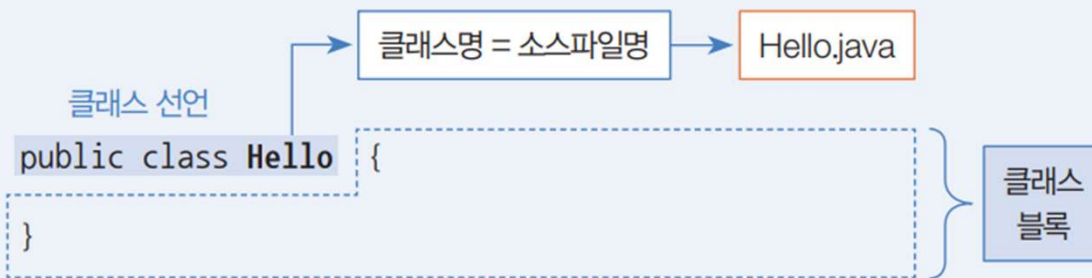 클래스명 = 소스파일명
Hello.java
클래스 선언
public class Hello {
}
클래스
블록